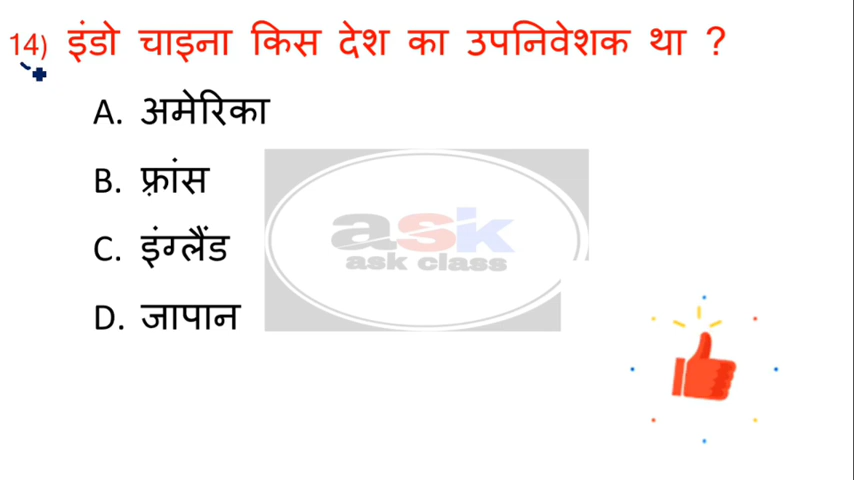 14) इंडो चाइना किस देश का उपनिवेशक था ?
A. अमेरिका
B. फ़्रांस
C. इंग्लैंड
D. जापान
ask
ask class